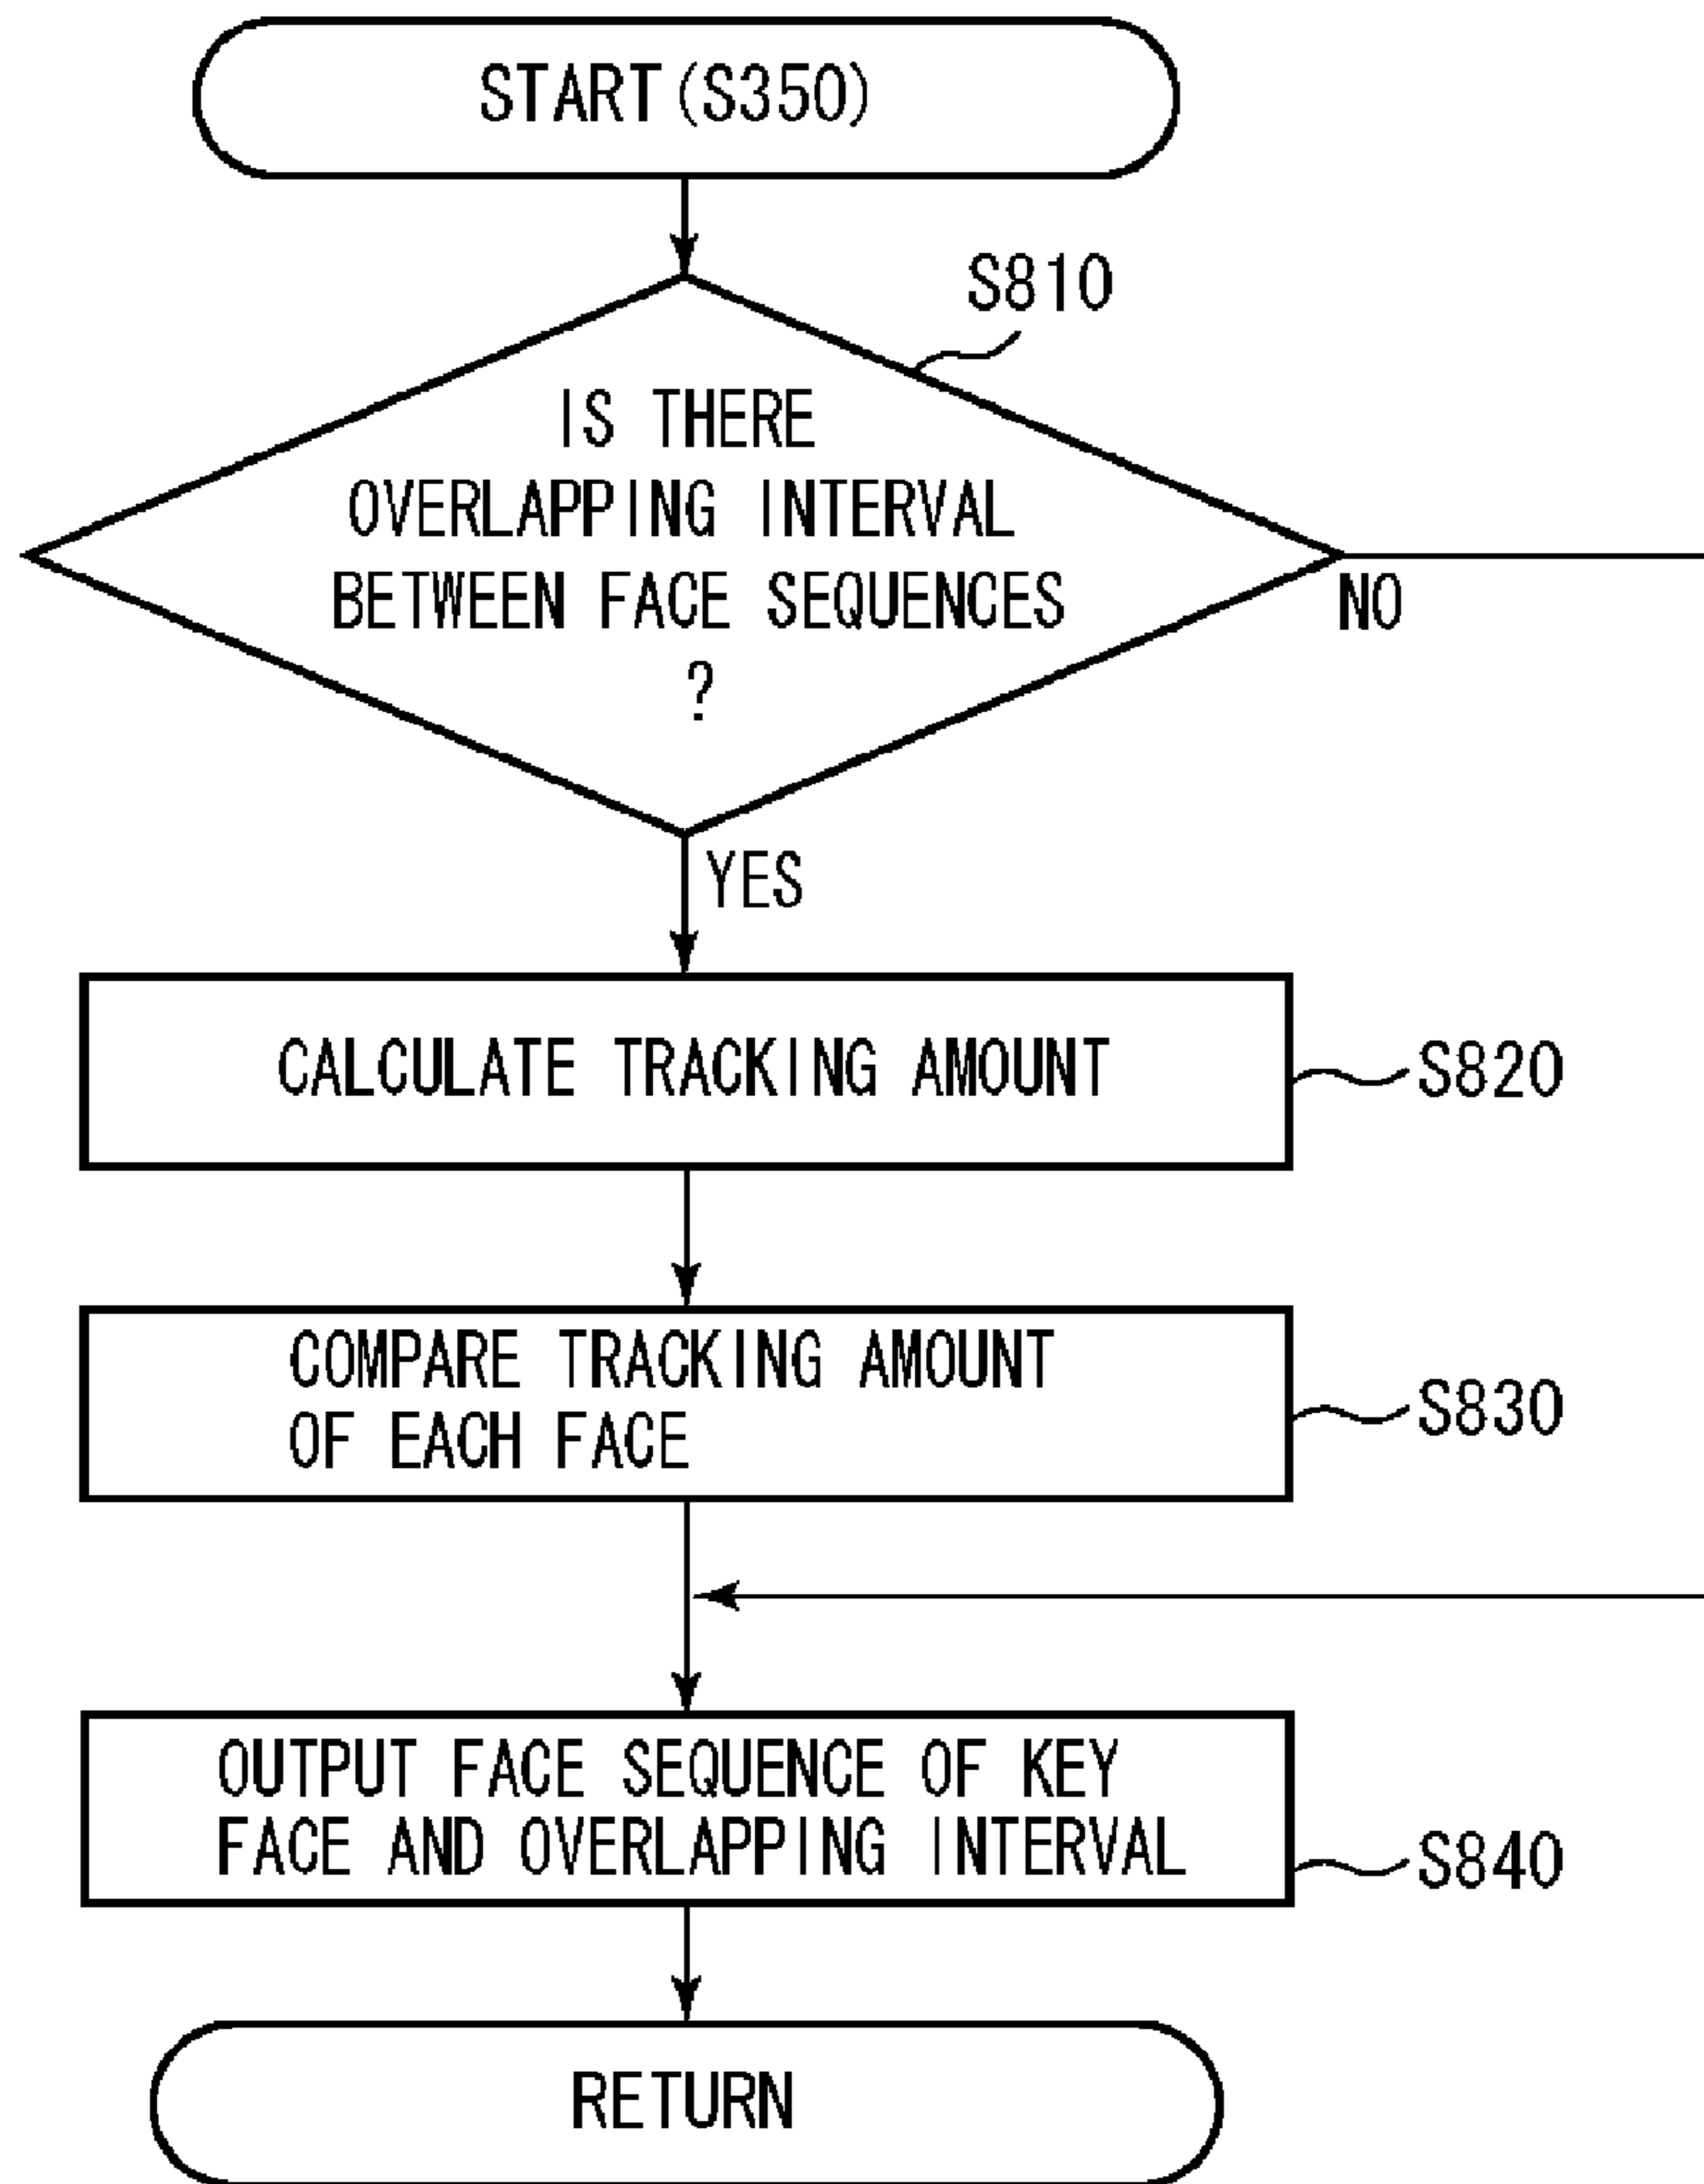 START(S350)
S810
IS THERE
OVERLAPPING INTERVAL
BETWEEN FACE SEQUENCES
?
NO
YES
CALCULATE TRACKING AMOUNT
S820
COMPARE TRACKING AMOUNT
OF EACH FACE
S830
OUTPUT FACE SEQUENCE OF KEY
FACE AND OVERLAPPING INTERVAL
S840
RETURN